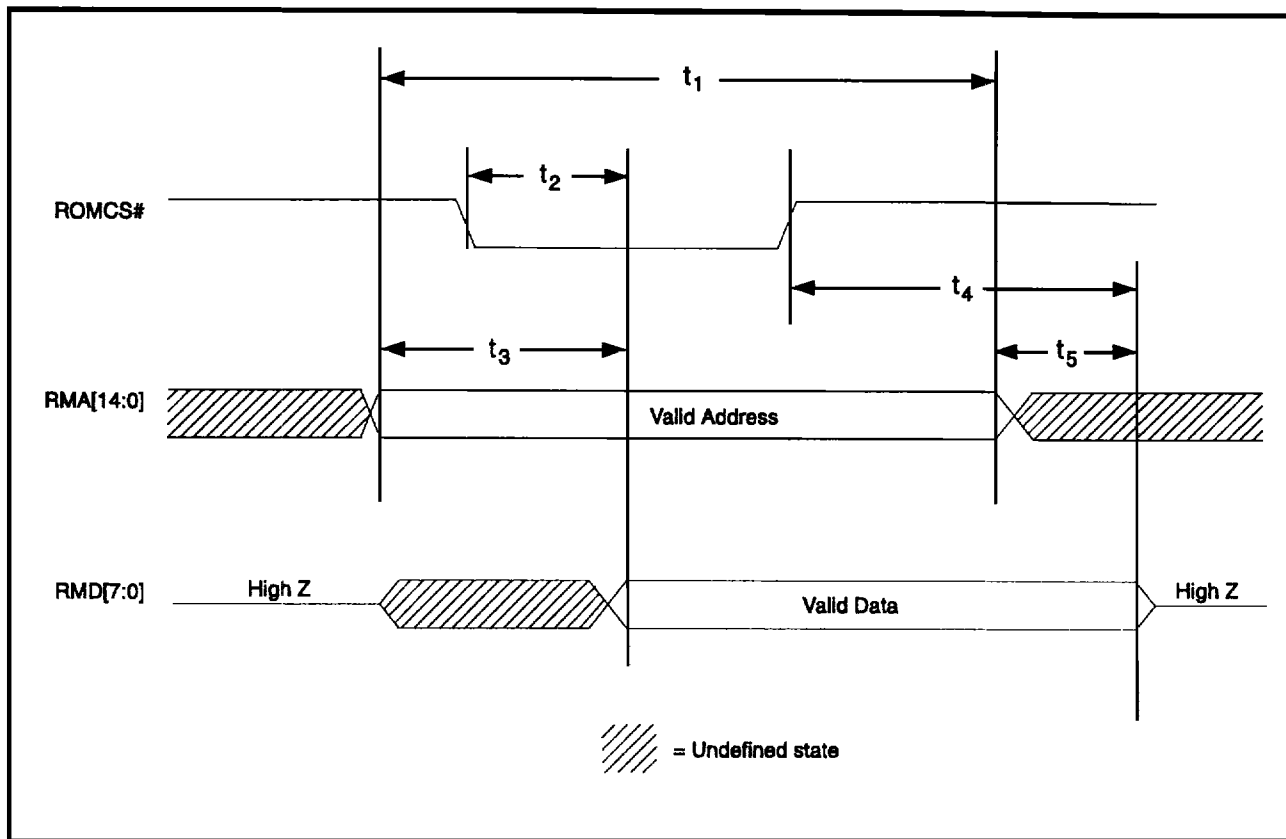 t1
t2
ROMCS#
t4
t3
t5
RMA[14:0]
Valid Address
RMD[7:0]
High Z
Valid Data
High Z
= Undefined state